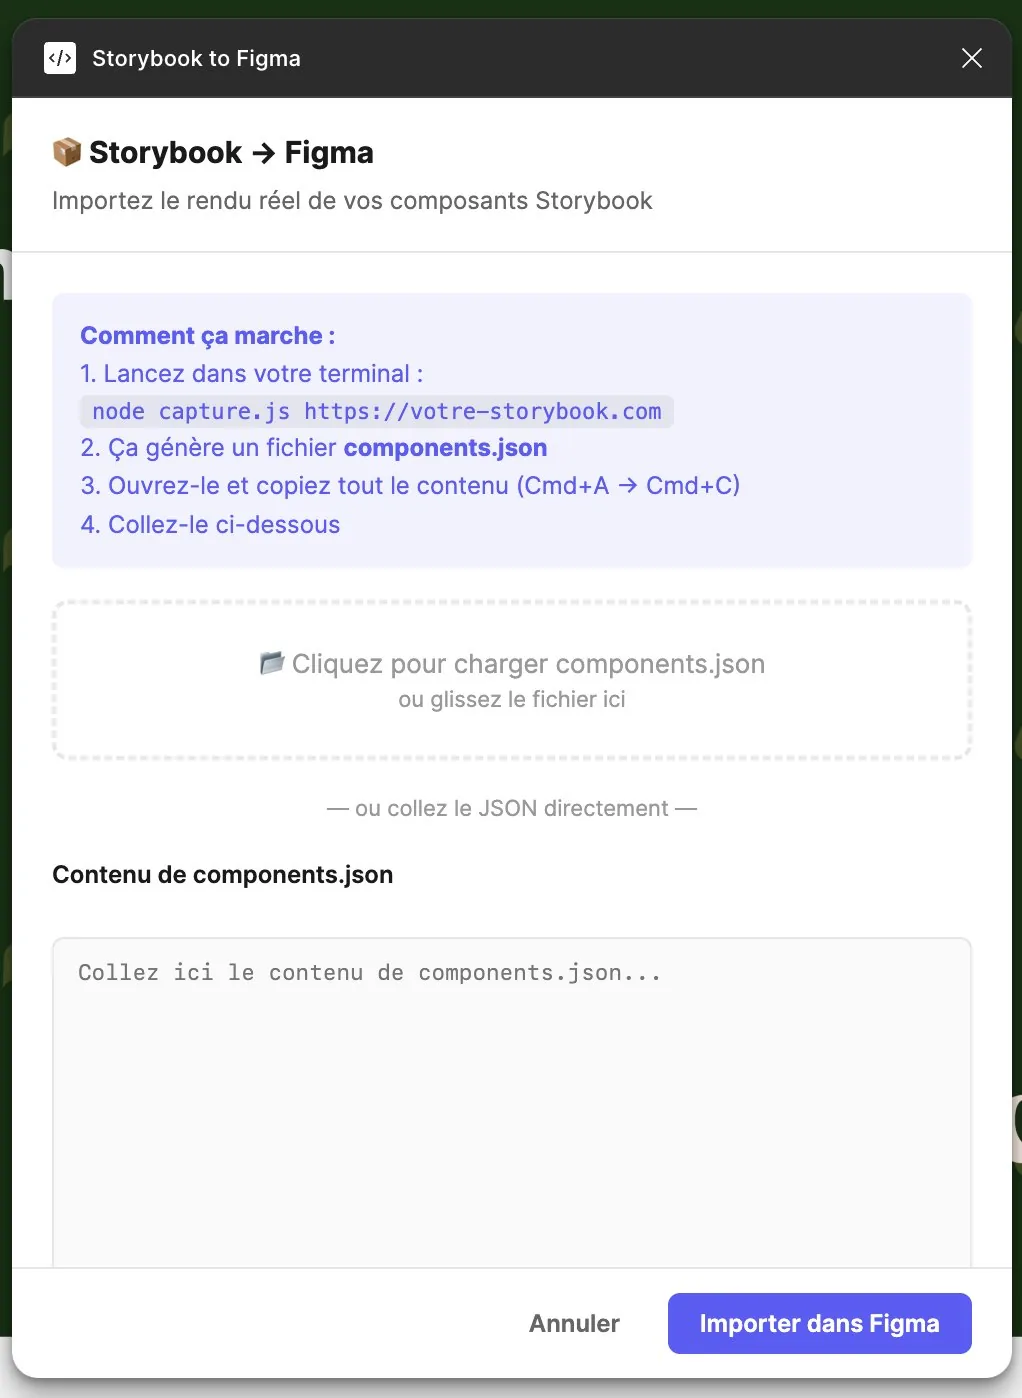 Storybook to Figma
Storybook → Figma
Importez le rendu réel de vos composants Storybook
Comment ça marche :
1. Lancez dans votre terminal :
node capture.js https://votre-storybook.com
2. Ça génère un fichier components.json
3. Ouvrez-le et copiez tout le contenu (Cmd+A → Cmd+C)
4. Collez-le ci-dessous
Cliquez pour charger components.json
ou glissez le fichier ici
— ou collez le JSON directement —
Contenu de components.json
Collez ici le contenu de components.json...
Annuler
Importer dans Figma